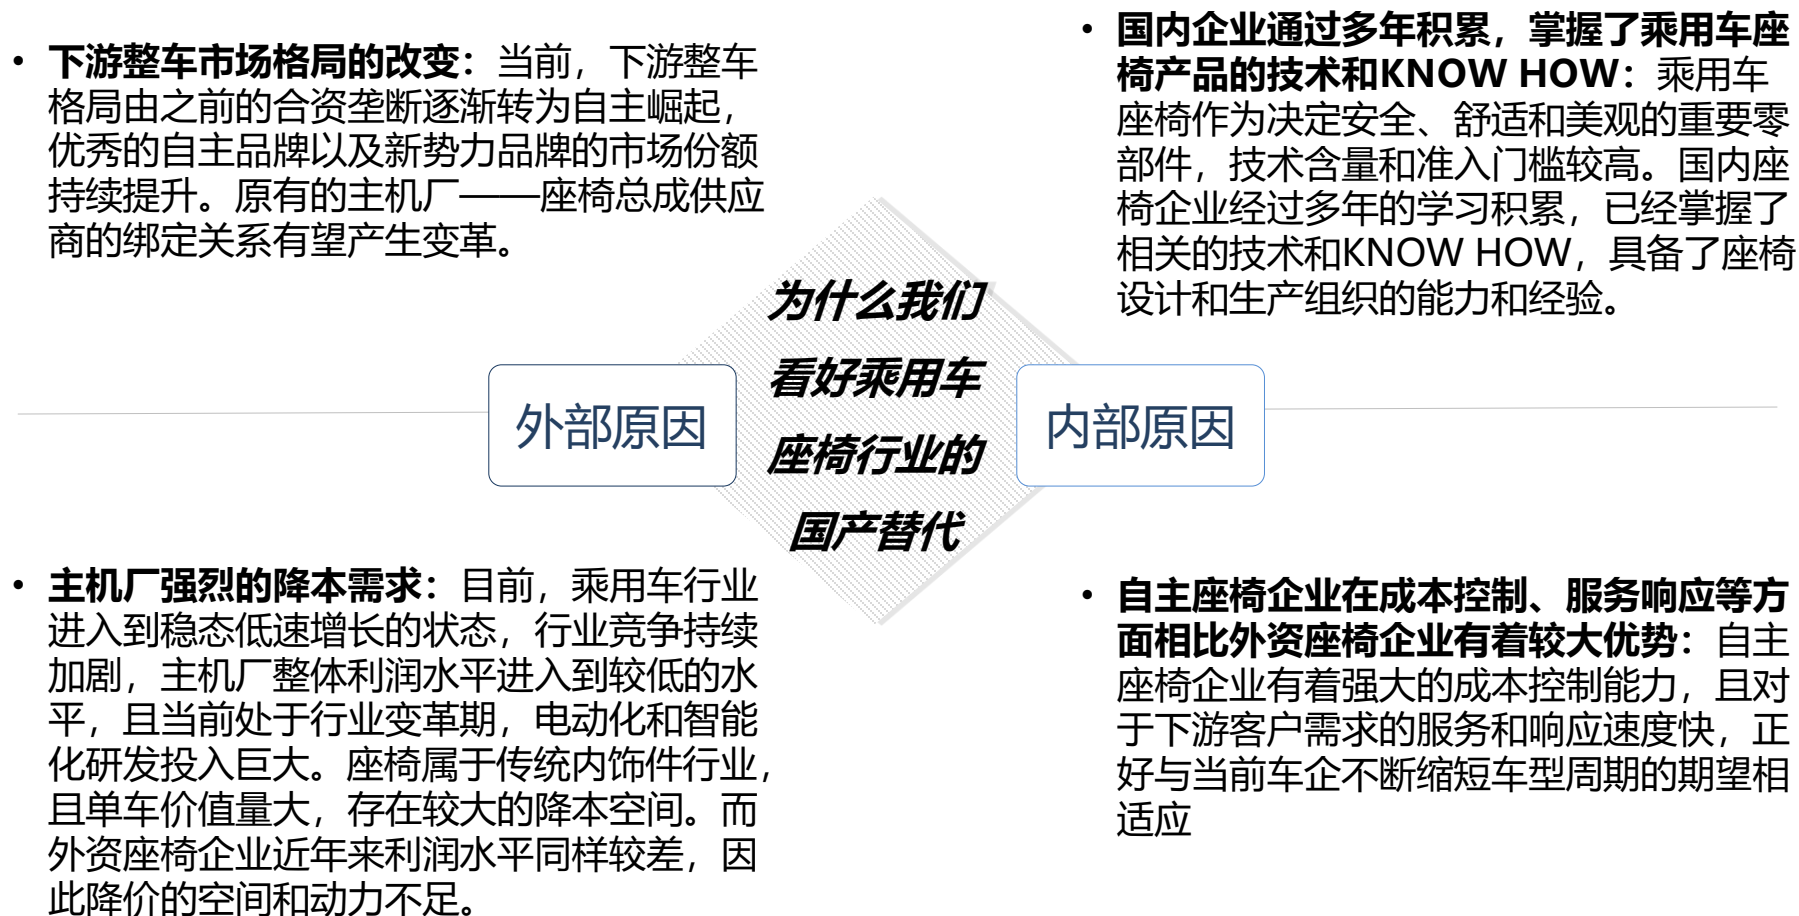 • 下游整车市场格局的改变：当前，下游整车
格局由之前的合资垄断逐渐转为自主崛起，
优秀的自主品牌以及新势力品牌的市场份额
持续提升。原有的主机厂——座椅总成供应
商的绑定关系有望产生变革。
• 国内企业通过多年积累，掌握了乘用车座
椅产品的技术和KNOW HOW：乘用车
座椅作为决定安全、舒适和美观的重要零
部件，技术含量和准入门槛较高。国内座
椅企业经过多年的学习积累，已经掌握了
相关的技术和KNOW HOW，具备了座椅
设计和生产组织的能力和经验。
外部原因
为什么我们
看好乘用车
座椅行业的
国产替代
内部原因
• 主机厂强烈的降本需求：目前，乘用车行业
进入到稳态低速增长的状态，行业竞争持续
加剧，主机厂整体利润水平进入到较低的水
平，且当前处于行业变革期，电动化和智能
化研发投入巨大。座椅属于传统内饰件行业，
且单车价值量大，存在较大的降本空间。而
外资座椅企业近年来利润水平同样较差，因
此降价的空间和动力不足。
• 自主座椅企业在成本控制、服务响应等方
面相比外资座椅企业有着较大优势：自主
座椅企业有着强大的成本控制能力，且对
于下游客户需求的服务和响应速度快，正
好与当前车企不断缩短车型周期的期望相
适应